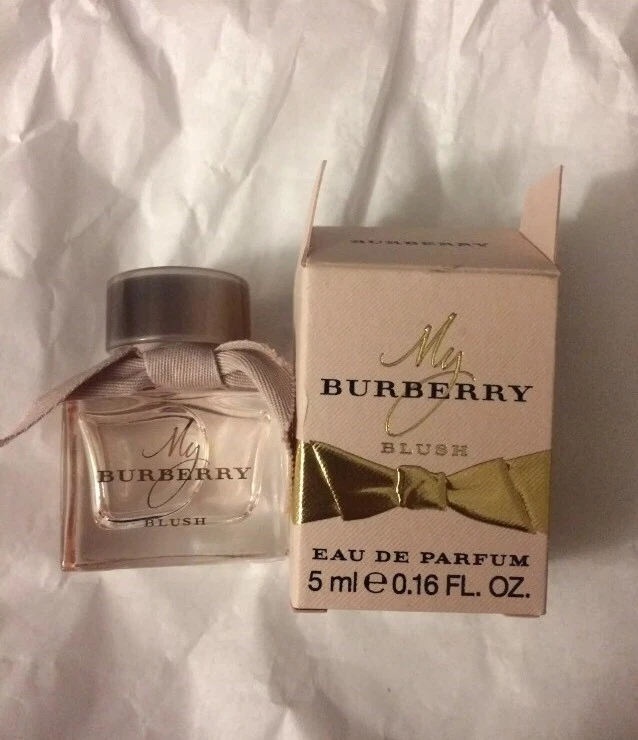 My
BURBERRY
BLUSH
BURBERRY
My
BURBERRY
BLUSH
EAU DE PARFUM
5 ml e 0.16 FL. OZ.